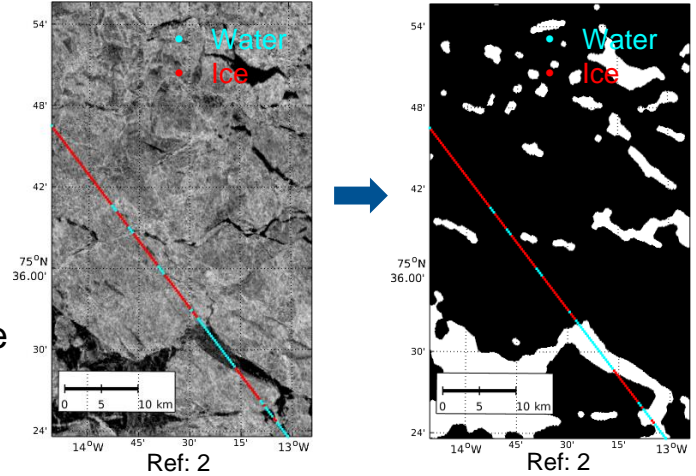 54'
Water
Ice
48'
42'
75°N
36.00'
30'
0 5 10 km
24'
14°W 45' 30' 15' 13°W
Ref: 2
e
54'
Water
Ice
48'
42'
75°N
36.00'
30'
0 5 10 km
24'
14°W 45' 30' 15' 13°W
Ref: 2